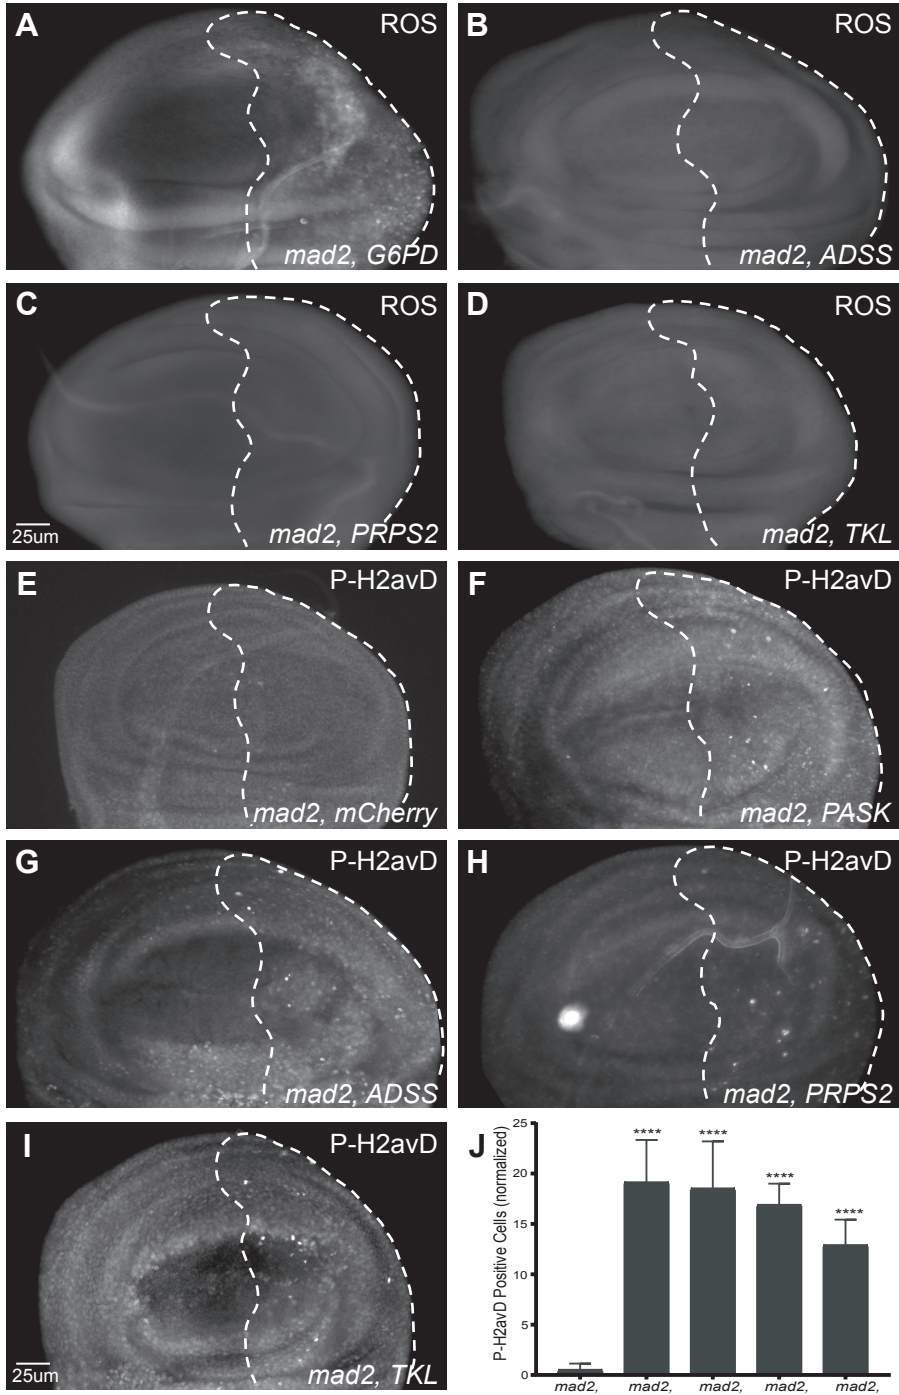 A ROS
mad2, G6PD
B ROS
mad2, ADSS
C ROS
25um
mad2, PRPS2
D ROS
mad2, TKL
E P-H2avD
mad2, mCherry
F P-H2avD
mad2, PASK
G P-H2avD
mad2, ADSS
H P-H2avD
mad2, PRPS2
I P-H2avD
25um
mad2, TKL
J
P-H2avD Positive Cells (normalized)
25
20
15
10
5
0
**** **** **** ****
mad2, mad2, mad2, mad2, mad2,